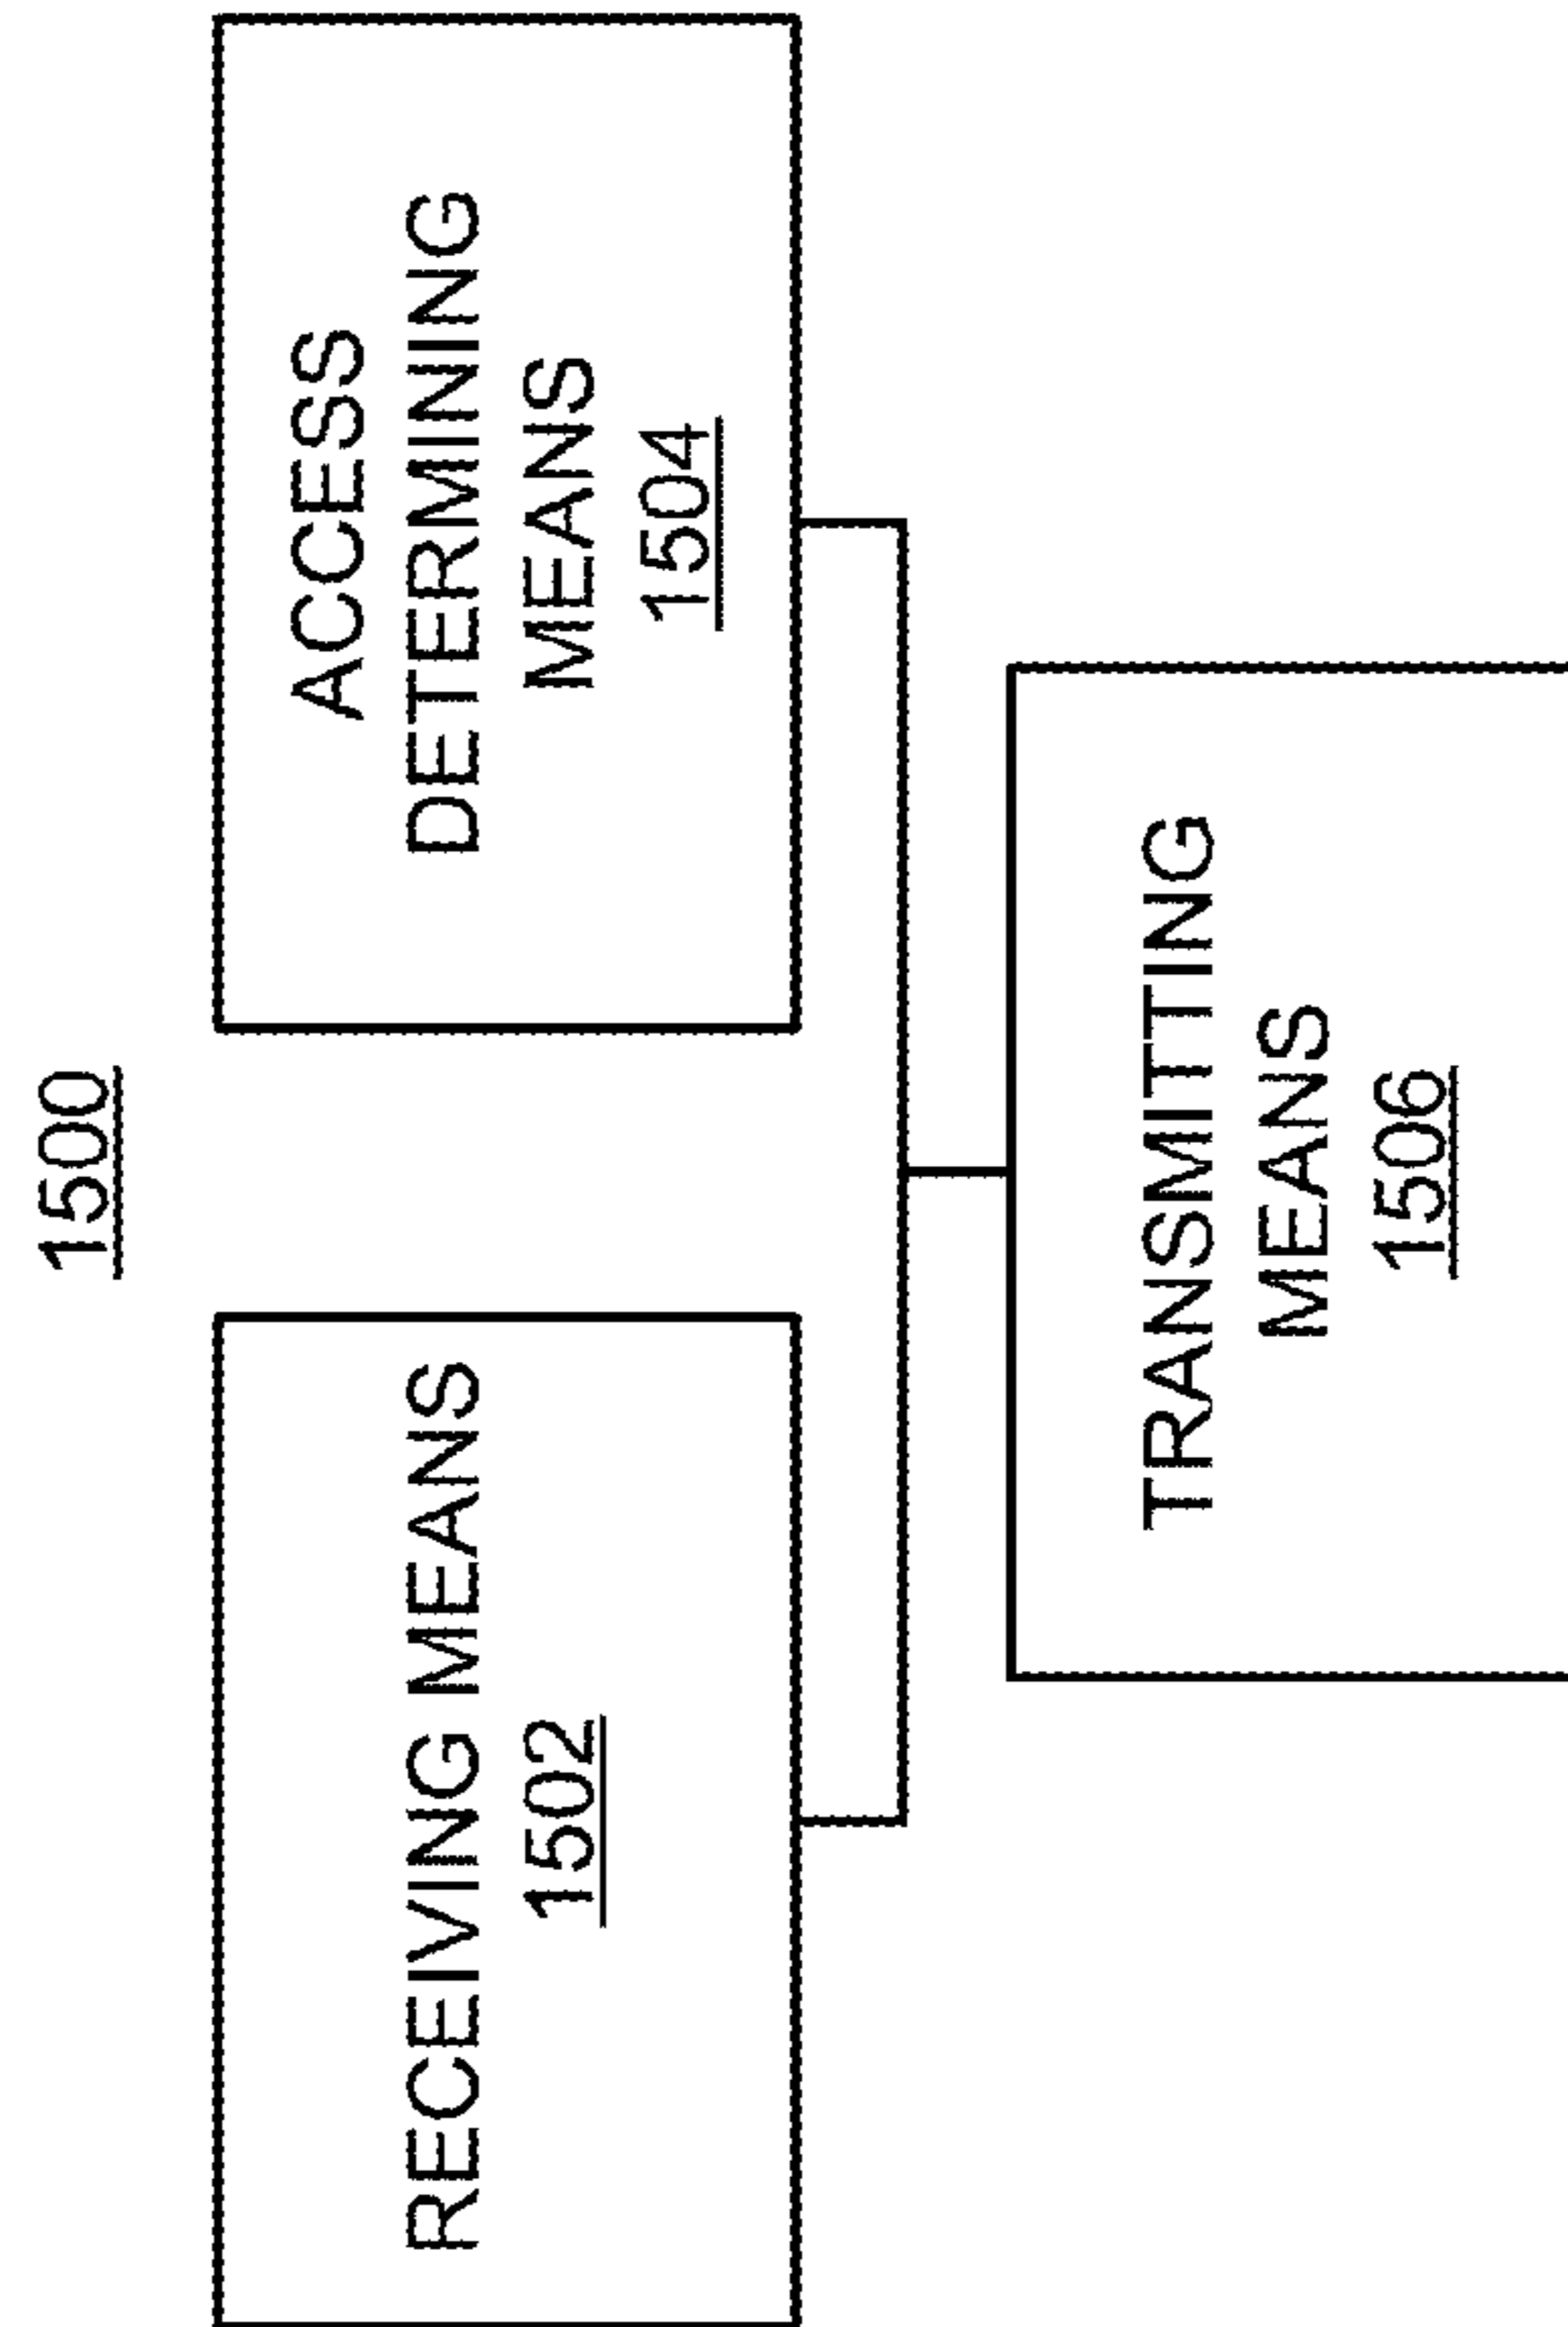 1500
RECEIVING MEANS
1502
ACCESS
DETERMINING
MEANS
1504
TRANSMITTING
MEANS
1506